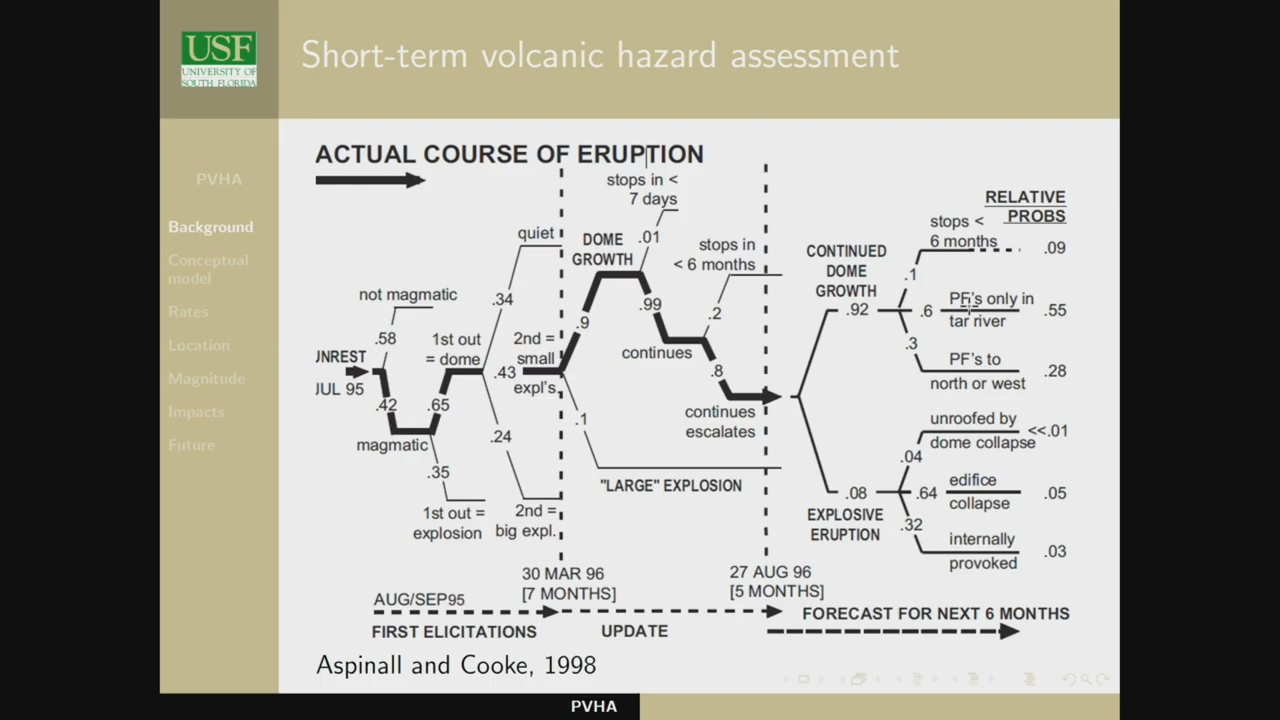 USF
UNIVERSITY OF
SOUTH FLORIDA
Short-term volcanic hazard assessment
PVHA
Background
Conceptual
model
Rates
Location
Magnitude
Impacts
Future
ACTUAL COURSE OF ERUPTION
stops in <
7 days
RELATIVE
PROBS
quiet
DOME
GROWTH
.01
stops in
< 6 months
CONTINUED
DOME
GROWTH
stops <
6 months
.09
.1
not magmatic
.34
.99
.92
.6
PF's only in
tar river
.55
.58
1st out
= dome
2nd =
small
expl's.
.9
.2
continues
.3
PF's to
north or west
.28
JNREST
JUL 95
.43
.8
.42
.65
.1
continues
escalates
unroofed by
dome collapse
<<.01
magmatic
.24
.04
.35
"LARGE" EXPLOSION
.08
.64
edifice
collapse
.05
1st out =
explosion
2nd =
big expl.
EXPLOSIVE
ERUPTION
.32
internally
provoked
.03
30 MAR 96
[7 MONTHS]
27 AUG 96
[5 MONTHS]
AUG/SEP95
FORECAST FOR NEXT 6 MONTHS
FIRST ELICITATIONS
UPDATE
Aspinall and Cooke, 1998
PVHA